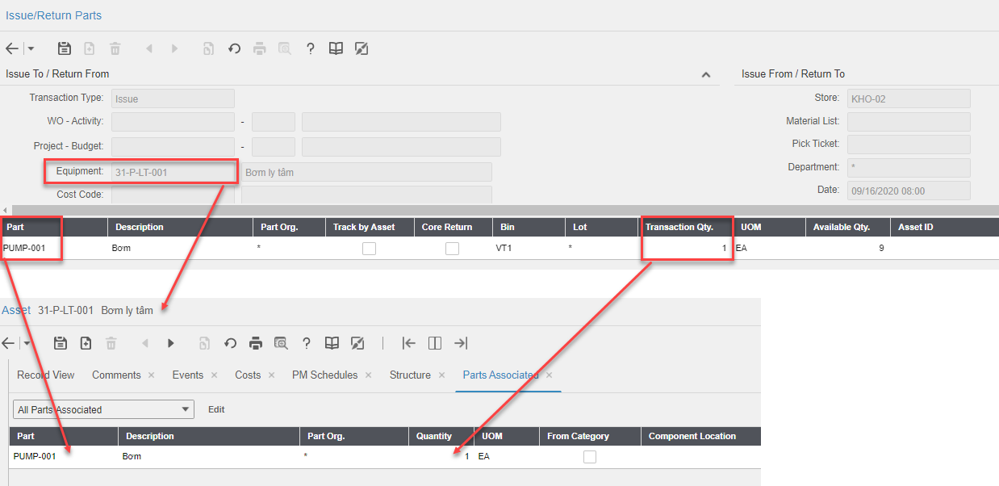 Issue/Return Parts
Issue To / Return From
Issue From / Return To
Transaction Type: Issue
Store: KHO-02
WO - Activity: -
Material List:
Project - Budget: -
Pick Ticket:
Equipment: 31-P-LT-001 Bơm ly tâm
Department: *
Cost Code:
Date: 09/16/2020 08:00
Part Description Part Org. Track by Asset Core Return Bin Lot Transaction Qty. UOM Available Qty. Asset ID
PUMP-001 Bơm * VT1 * 1 EA 9
Asset 31-P-LT-001 Bơm ly tâm
Record View Comments × Events × Costs × PM Schedules × Structure × Parts Associated ×
All Parts Associated Edit
Part Description Part Org. Quantity UOM From Category Component Location
PUMP-001 Bơm * 1 EA